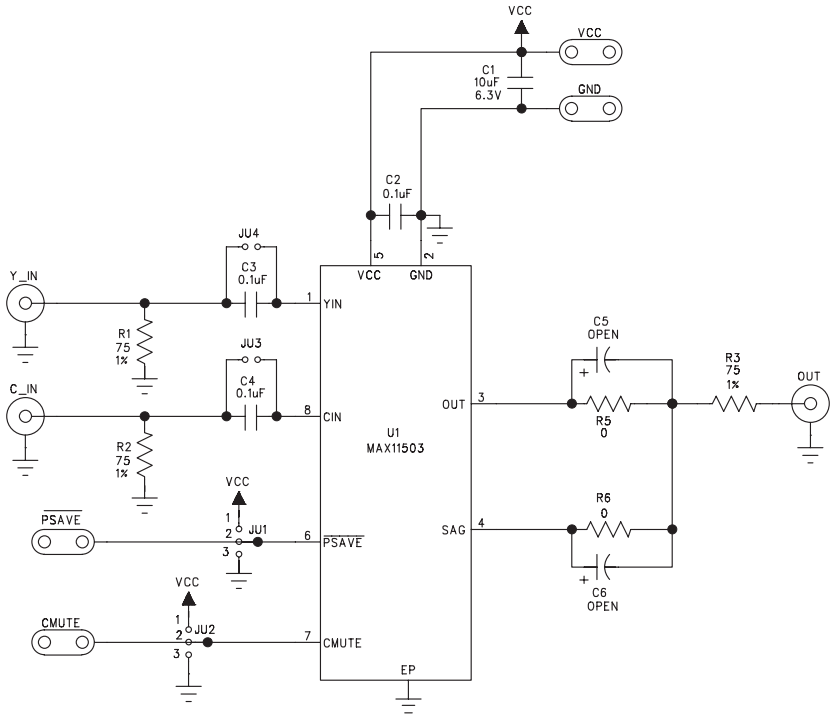 VCC
VCC
C1
10uF
6.3V
GND
C2
0.1uF
5
2
VCC
GND
JU4
C3
0.1uF
Y_IN
1
YIN
R1
75
1%
JU3
C4
0.1uF
C_IN
8
CIN
R2
75
1%
U1
MAX11503
C5
OPEN
+
R3
75
1%
OUT
OUT
3
R5
0
R6
0
SAG
4
+
C6
OPEN
VCC
PSAVE
1
2
3
JU1
6
PSAVE
VCC
CMUTE
1
2
3
JU2
7
CMUTE
EP